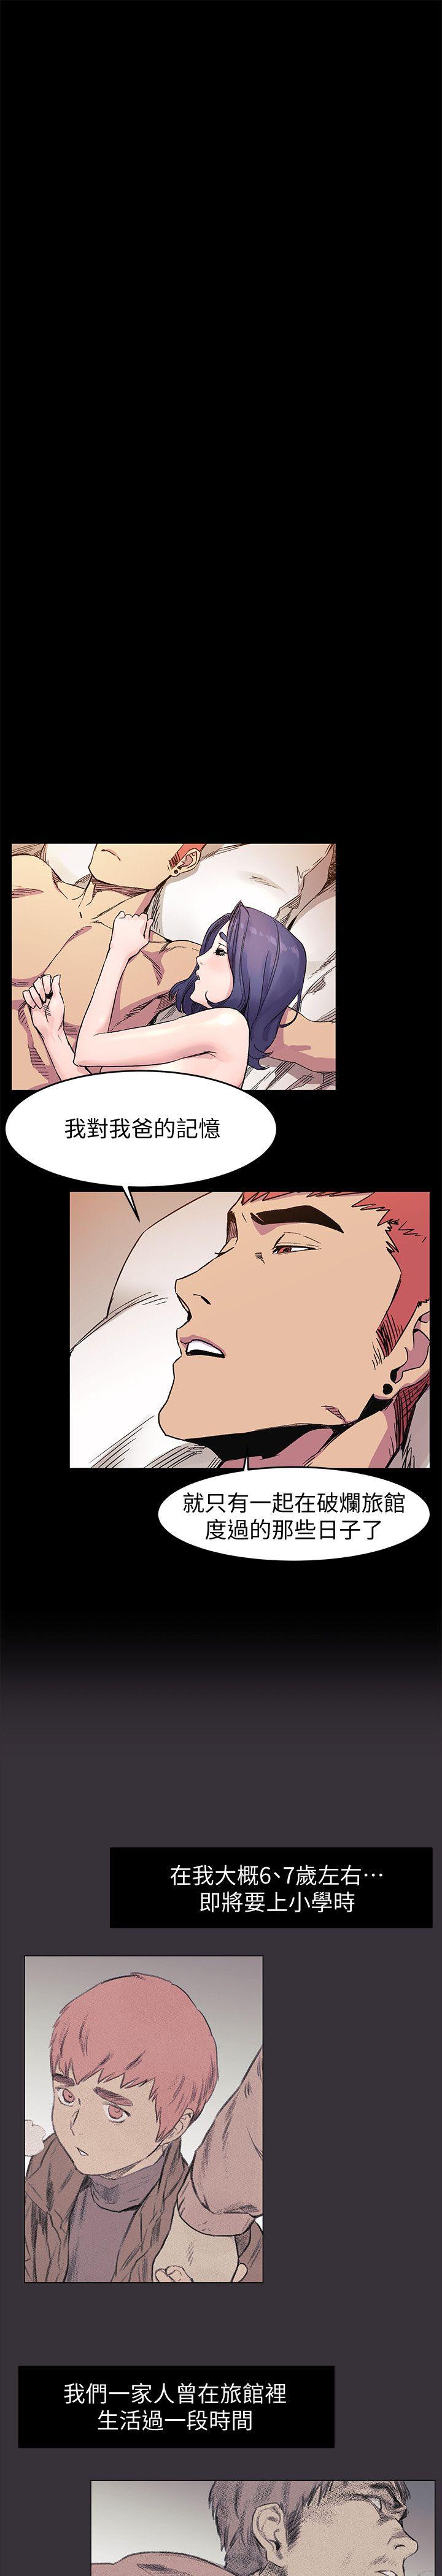 我對我爸的記憶
就只有一起在破爛旅館
度過的那些日子了
在我大概6、7歲左右…
即將要上小學時
我們一家人曾在旅館裡
生活過一段時間